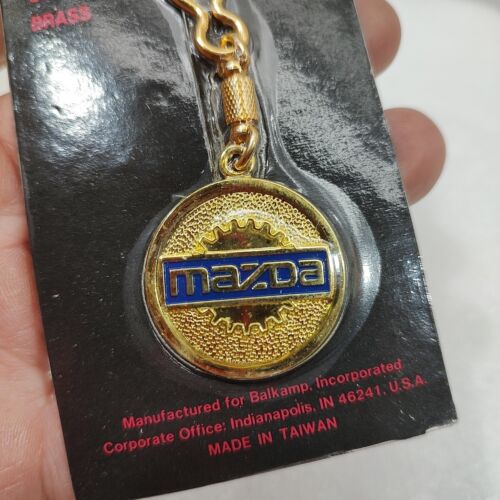 BRASS
mazda
Manufactured for Balkamp, Incorporated
Corporate Office: Indianapolis, IN 46241, U.S.A.
MADE IN TAIWAN